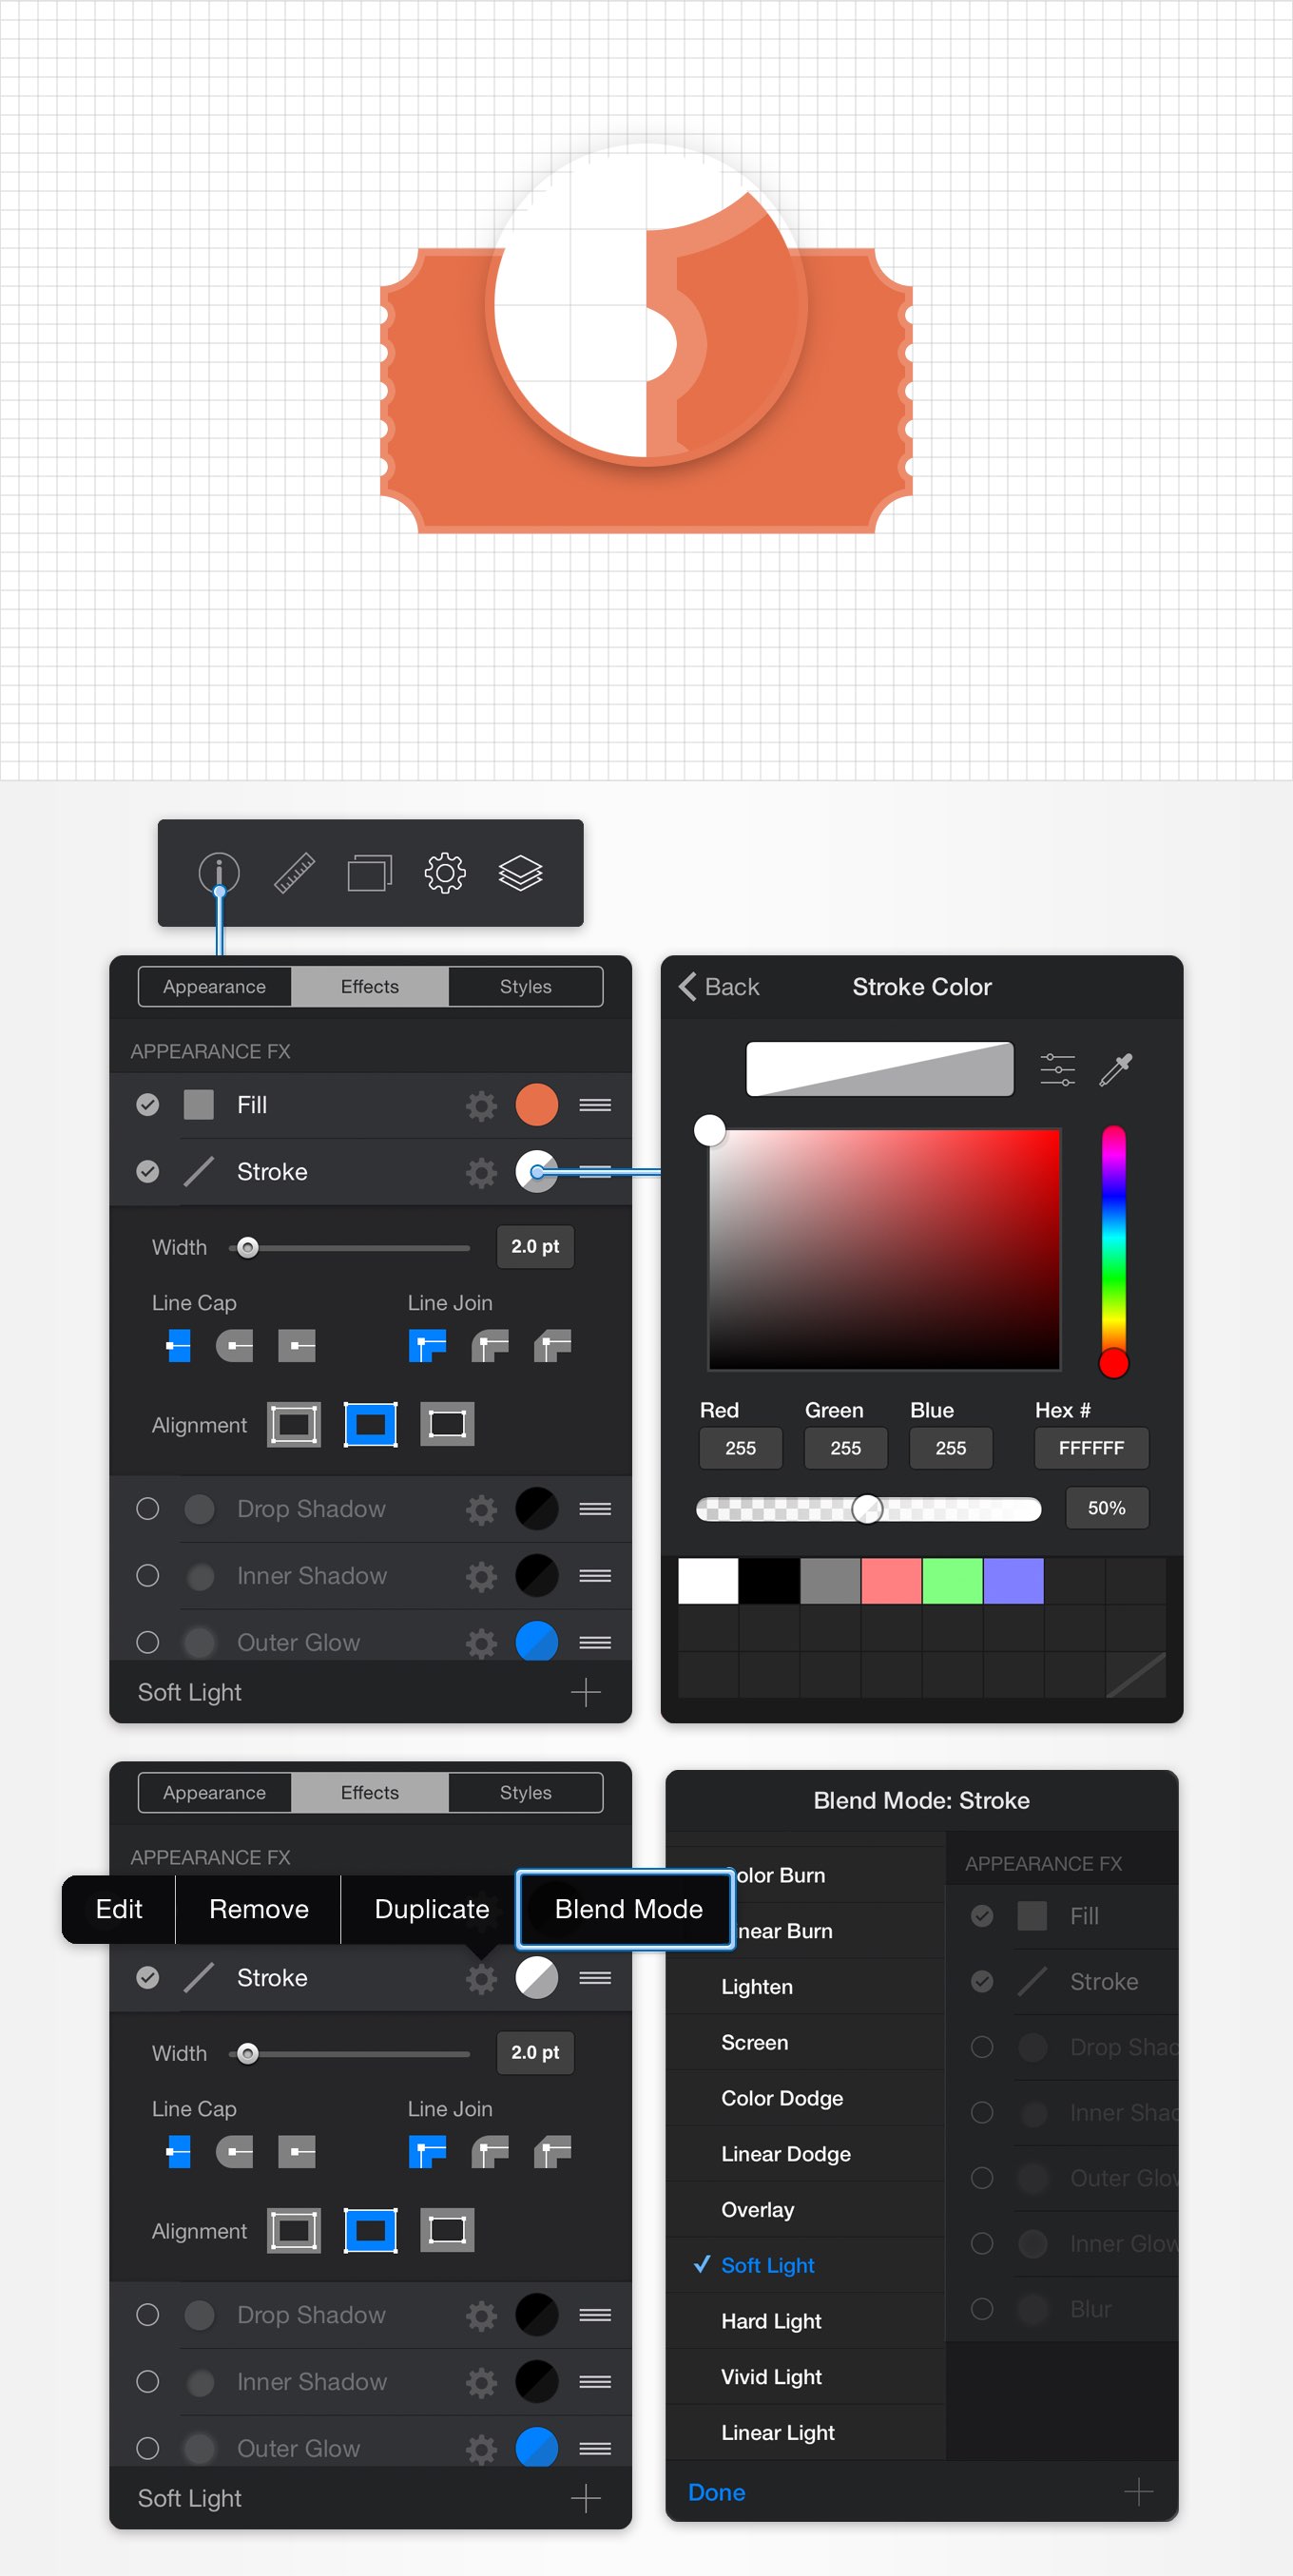 Appearance Effects Styles
APPEARANCE FX
Fill
Stroke
Width 2.0 pt
Line Cap Line Join
Alignment
Drop Shadow
Inner Shadow
Outer Glow
Soft Light
Back Stroke Color
Red Green Blue Hex #
255 255 255 FFFFFF
50%
Appearance Effects Styles
APPEARANCE FX
Edit Remove Duplicate Blend Mode
Stroke
Width 2.0 pt
Line Cap Line Join
Alignment
Drop Shadow
Inner Shadow
Outer Glow
Soft Light
Blend Mode: Stroke
olor Burn
near Burn
Lighten
Screen
Color Dodge
Linear Dodge
Overlay
Soft Light
Hard Light
Vivid Light
Linear Light
Done
APPEARANCE FX
Fill
Stroke
Drop Shad
Inner Shad
Outer Glow
Inner Glow
Blur